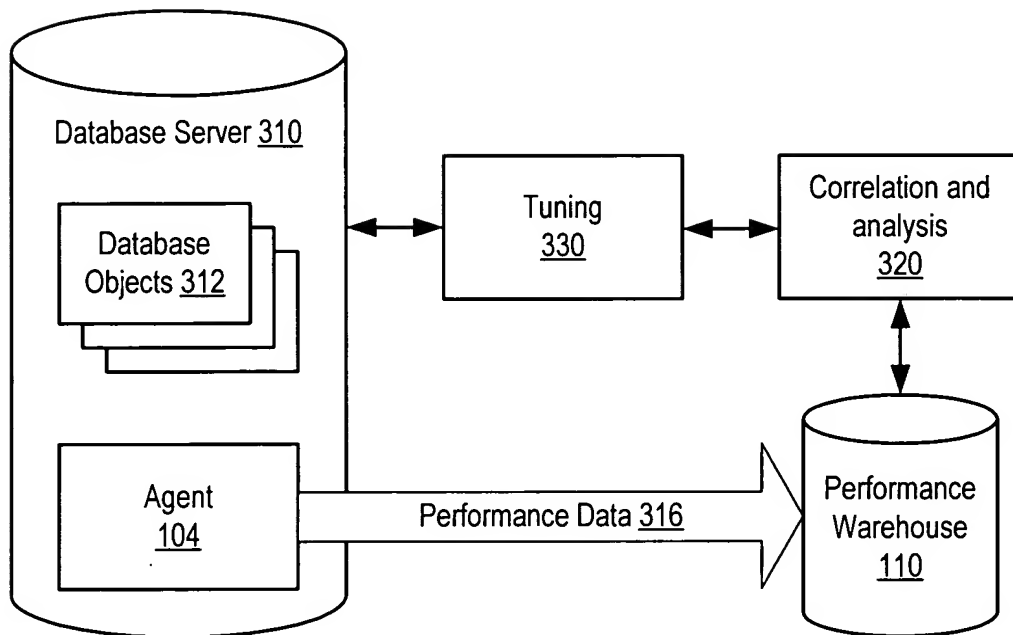 Database Server 310
Database
Objects 312
Tuning
330
Correlation and
analysis
320
Agent
104
Performance Data 316
Performance
Warehouse
110